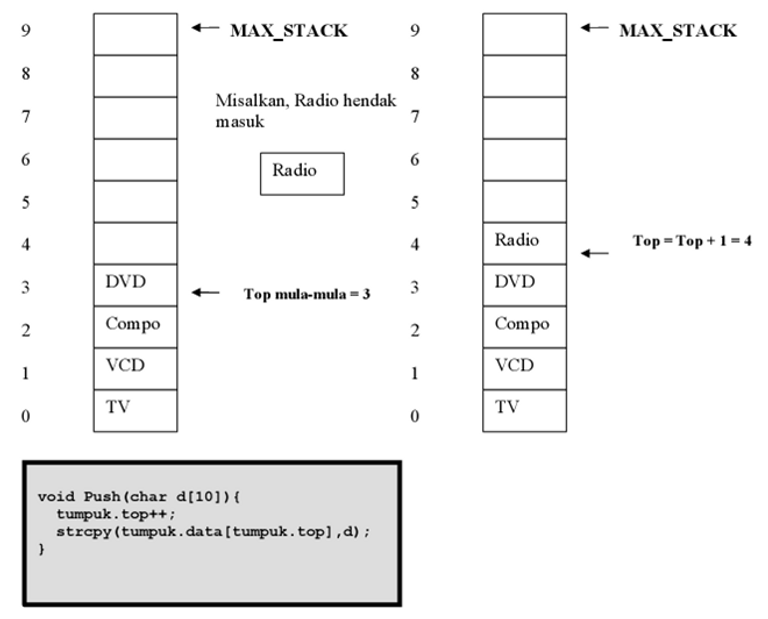 9
MAX_STACK
8
7
6
5
4
3
2
1
0
DVD
Compo
VCD
TV
Misalkan, Radio hendak
masuk
Radio
Top mula-mula = 3
9
MAX_STACK
8
7
6
5
4
3
2
1
0
Radio
DVD
Compo
VCD
TV
Top = Top + 1 = 4
void Push(char d[10]){
  tumpuk.top++;
  strcpy(tumpuk.data[tumpuk.top],d);
}